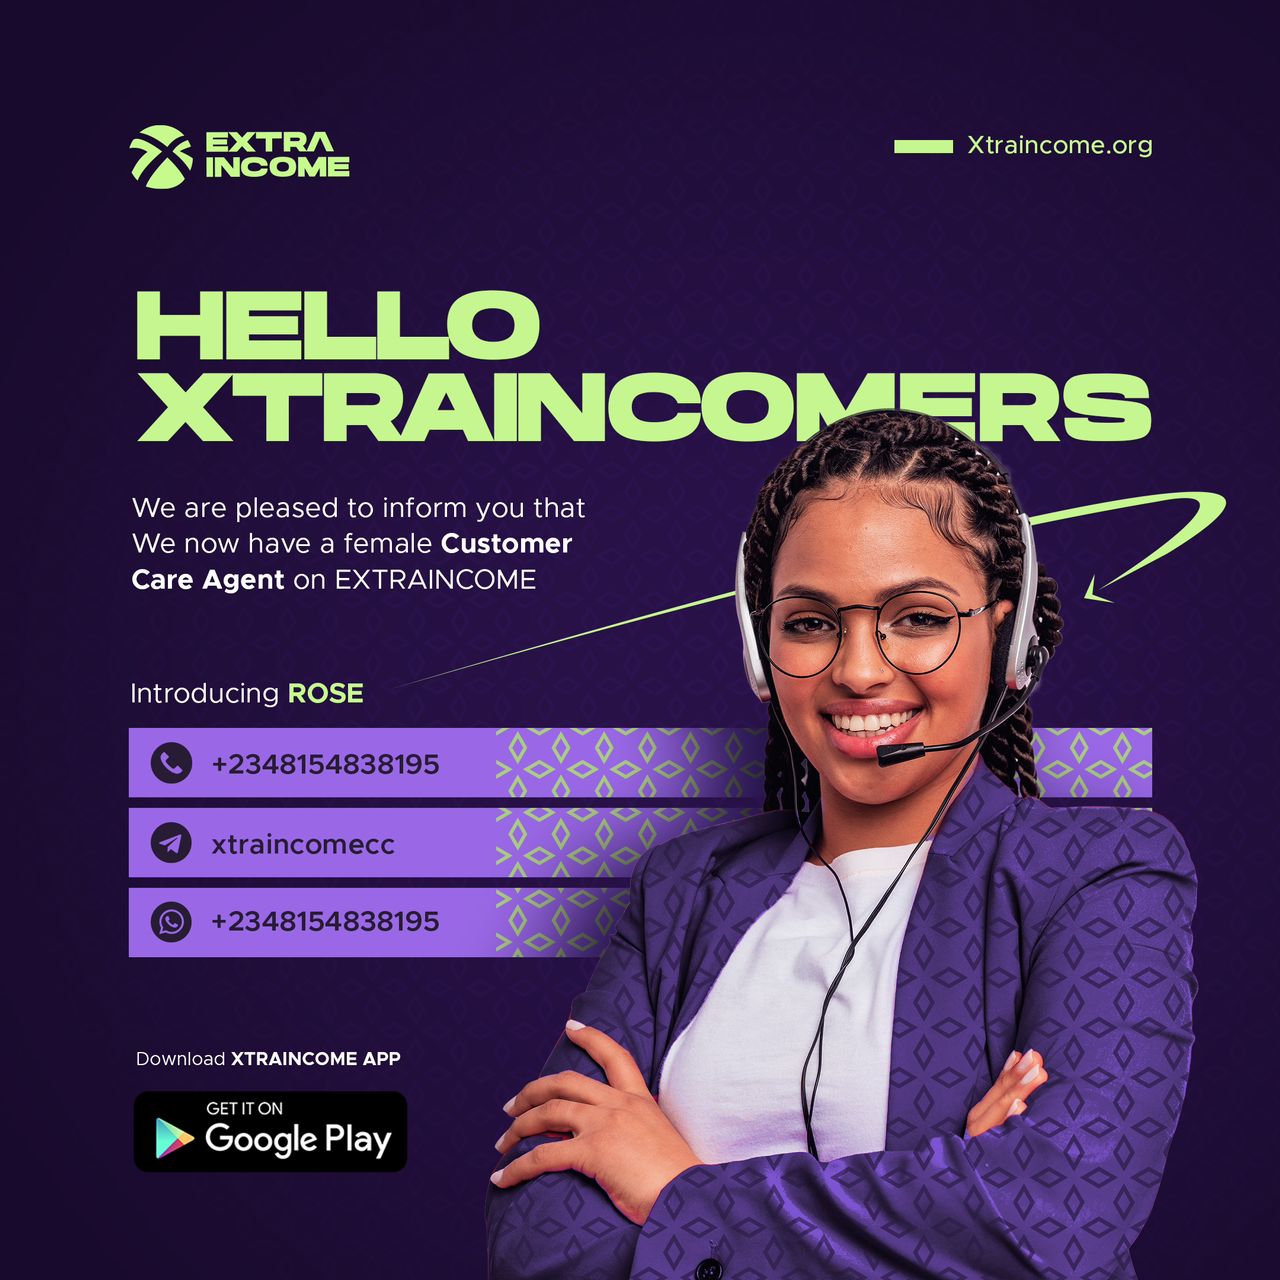 EXTRA
INCOME
Xtraincome.org
HELLO
XTRAINCOMERS
We are pleased to inform you that
We now have a female Customer
Care Agent on EXTRAINCOME
Introducing ROSE
+2348154838195
xtraincomecc
+2348154838195
Download XTRAINCOME APP
GET IT ON
Google Play